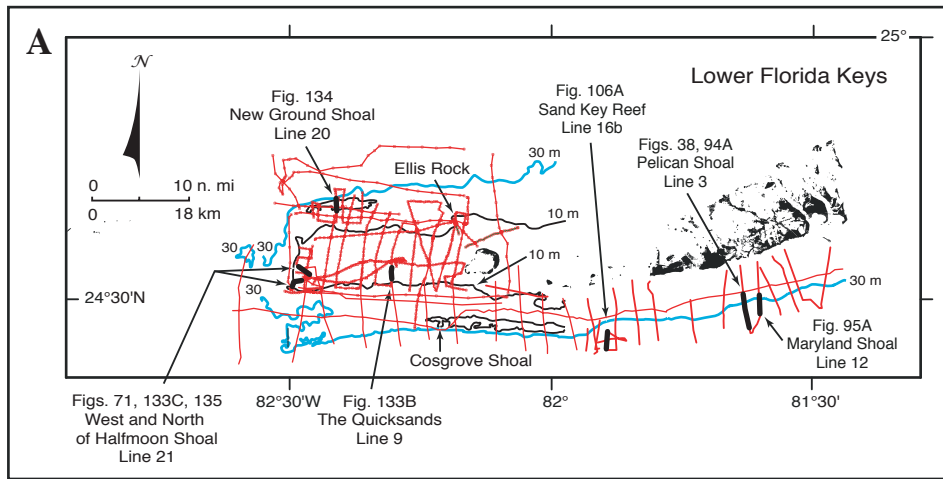 A
25°
N
Lower Florida Keys
Fig. 134
New Ground Shoal
Line 20
Fig. 106A
Sand Key Reef
Line 16b
Figs. 38, 94A
Pelican Shoal
Line 3
30 m
Ellis Rock
0 10 n. mi
0 18 km
10 m
30
30
10 m
30
24°30'N
30 m
Fig. 95A
Maryland Shoal
Line 12
Cosgrove Shoal
82°30'W
82°
81°30'
Figs. 71, 133C, 135
West and North
of Halfmoon Shoal
Line 21
Fig. 133B
The Quicksands
Line 9